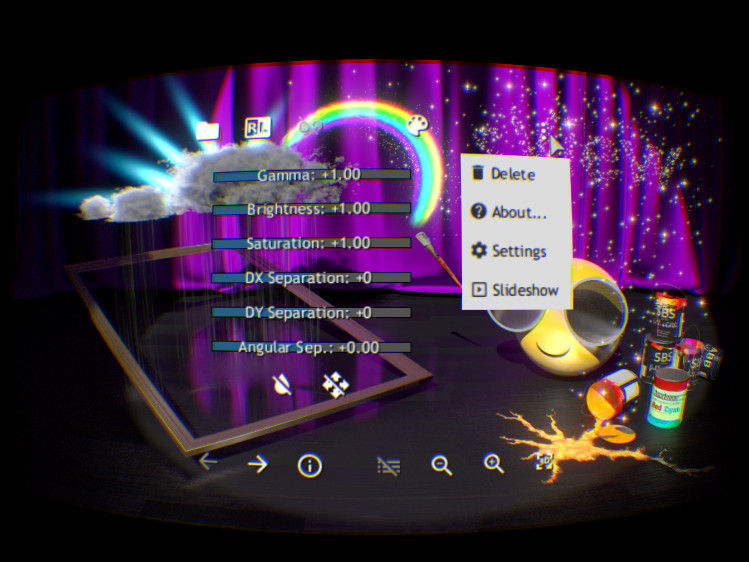 R/L
Gamma: +1.00
Brightness: +1.00
Saturation: +1.00
DX Separation: +0
DY Separation: +0
Angular Sep.: +0.00
Delete
About...
Settings
Slideshow
SBS
SBS
Red Cyan